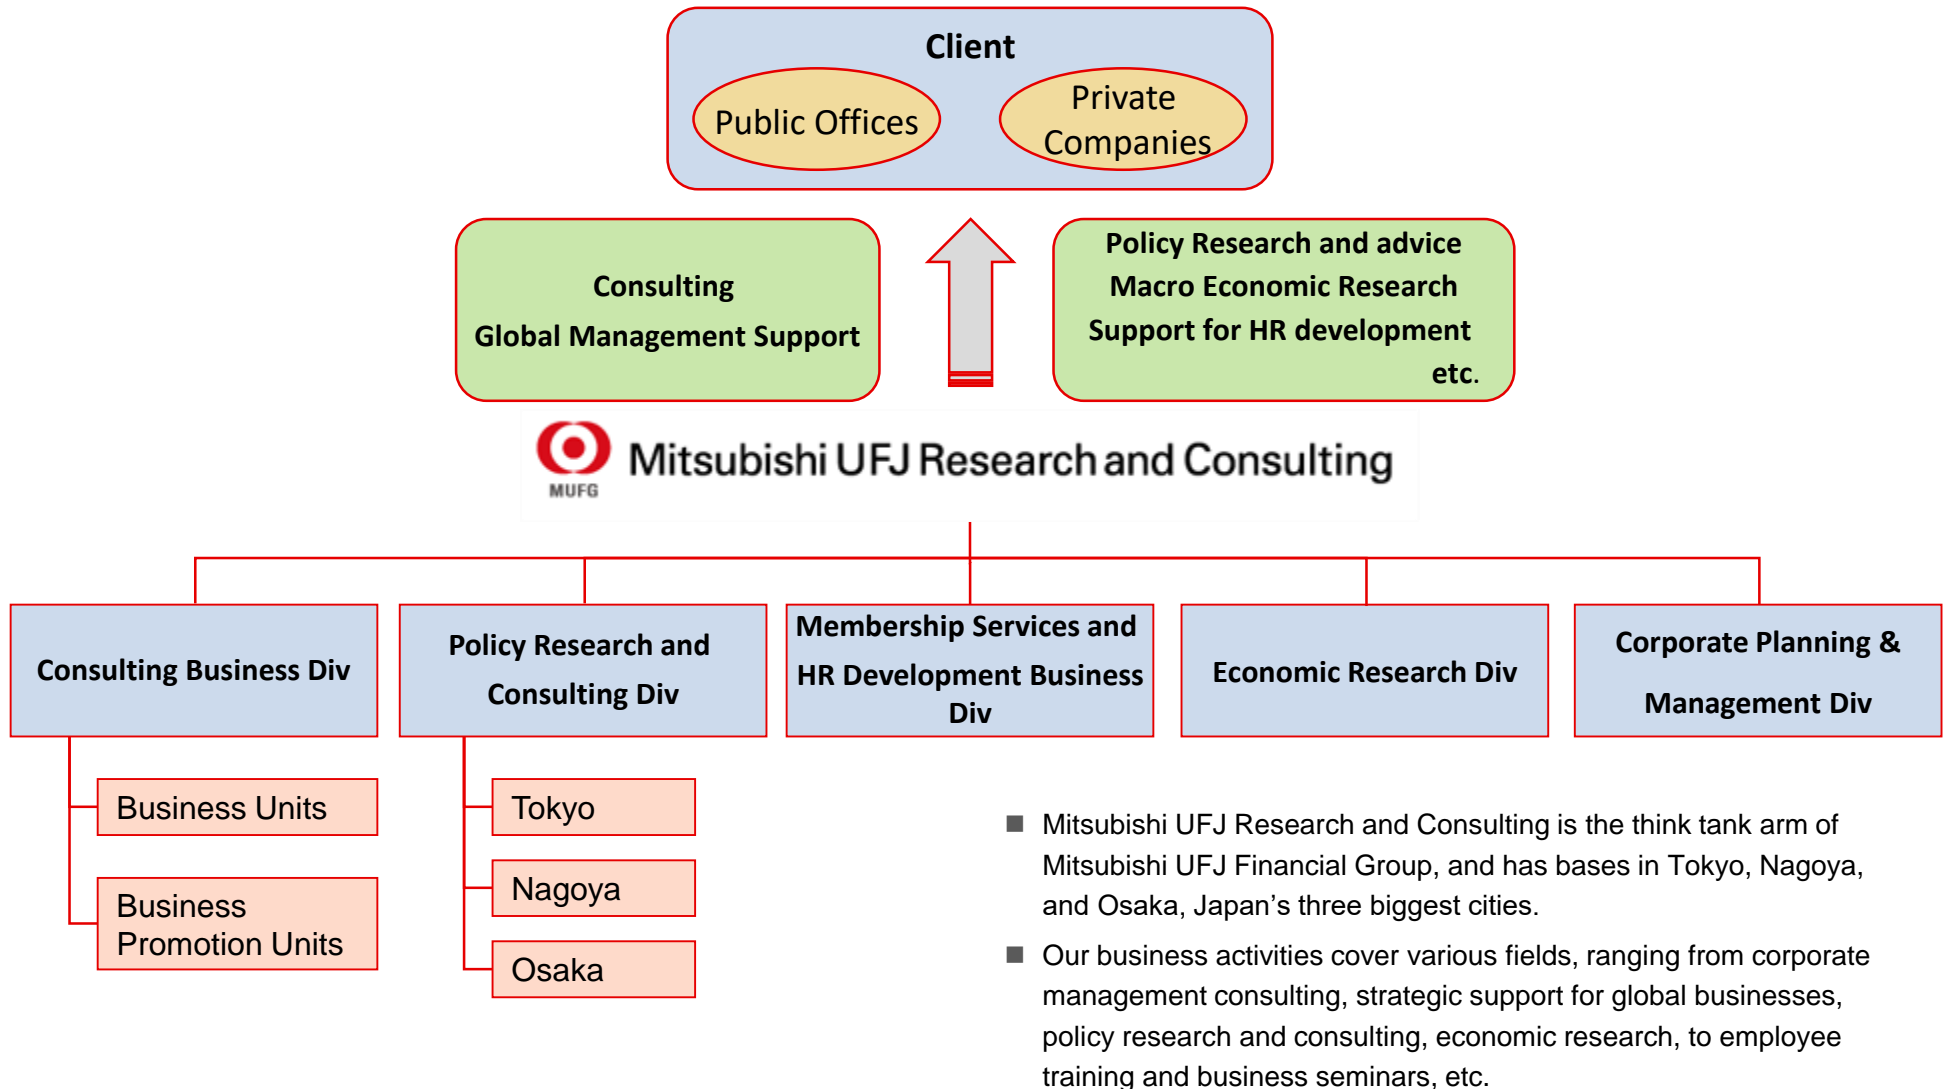 Client
Public Offices
Private
Companies
Consulting
Global Management Support
Policy Research and advice
Macro Economic Research
Support for HR development
etc.
MUFG
Mitsubishi UFJ Research and Consulting
Consulting Business Div
Policy Research and
Consulting Div
Membership Services and
HR Development Business
Div
Economic Research Div
Corporate Planning &
Management Div
Business Units
Business
Promotion Units
Tokyo
Nagoya
Osaka
■ Mitsubishi UFJ Research and Consulting is the think tank arm of
Mitsubishi UFJ Financial Group, and has bases in Tokyo, Nagoya,
and Osaka, Japan’s three biggest cities.
■ Our business activities cover various fields, ranging from corporate
management consulting, strategic support for global businesses,
policy research and consulting, economic research, to employee
training and business seminars, etc.